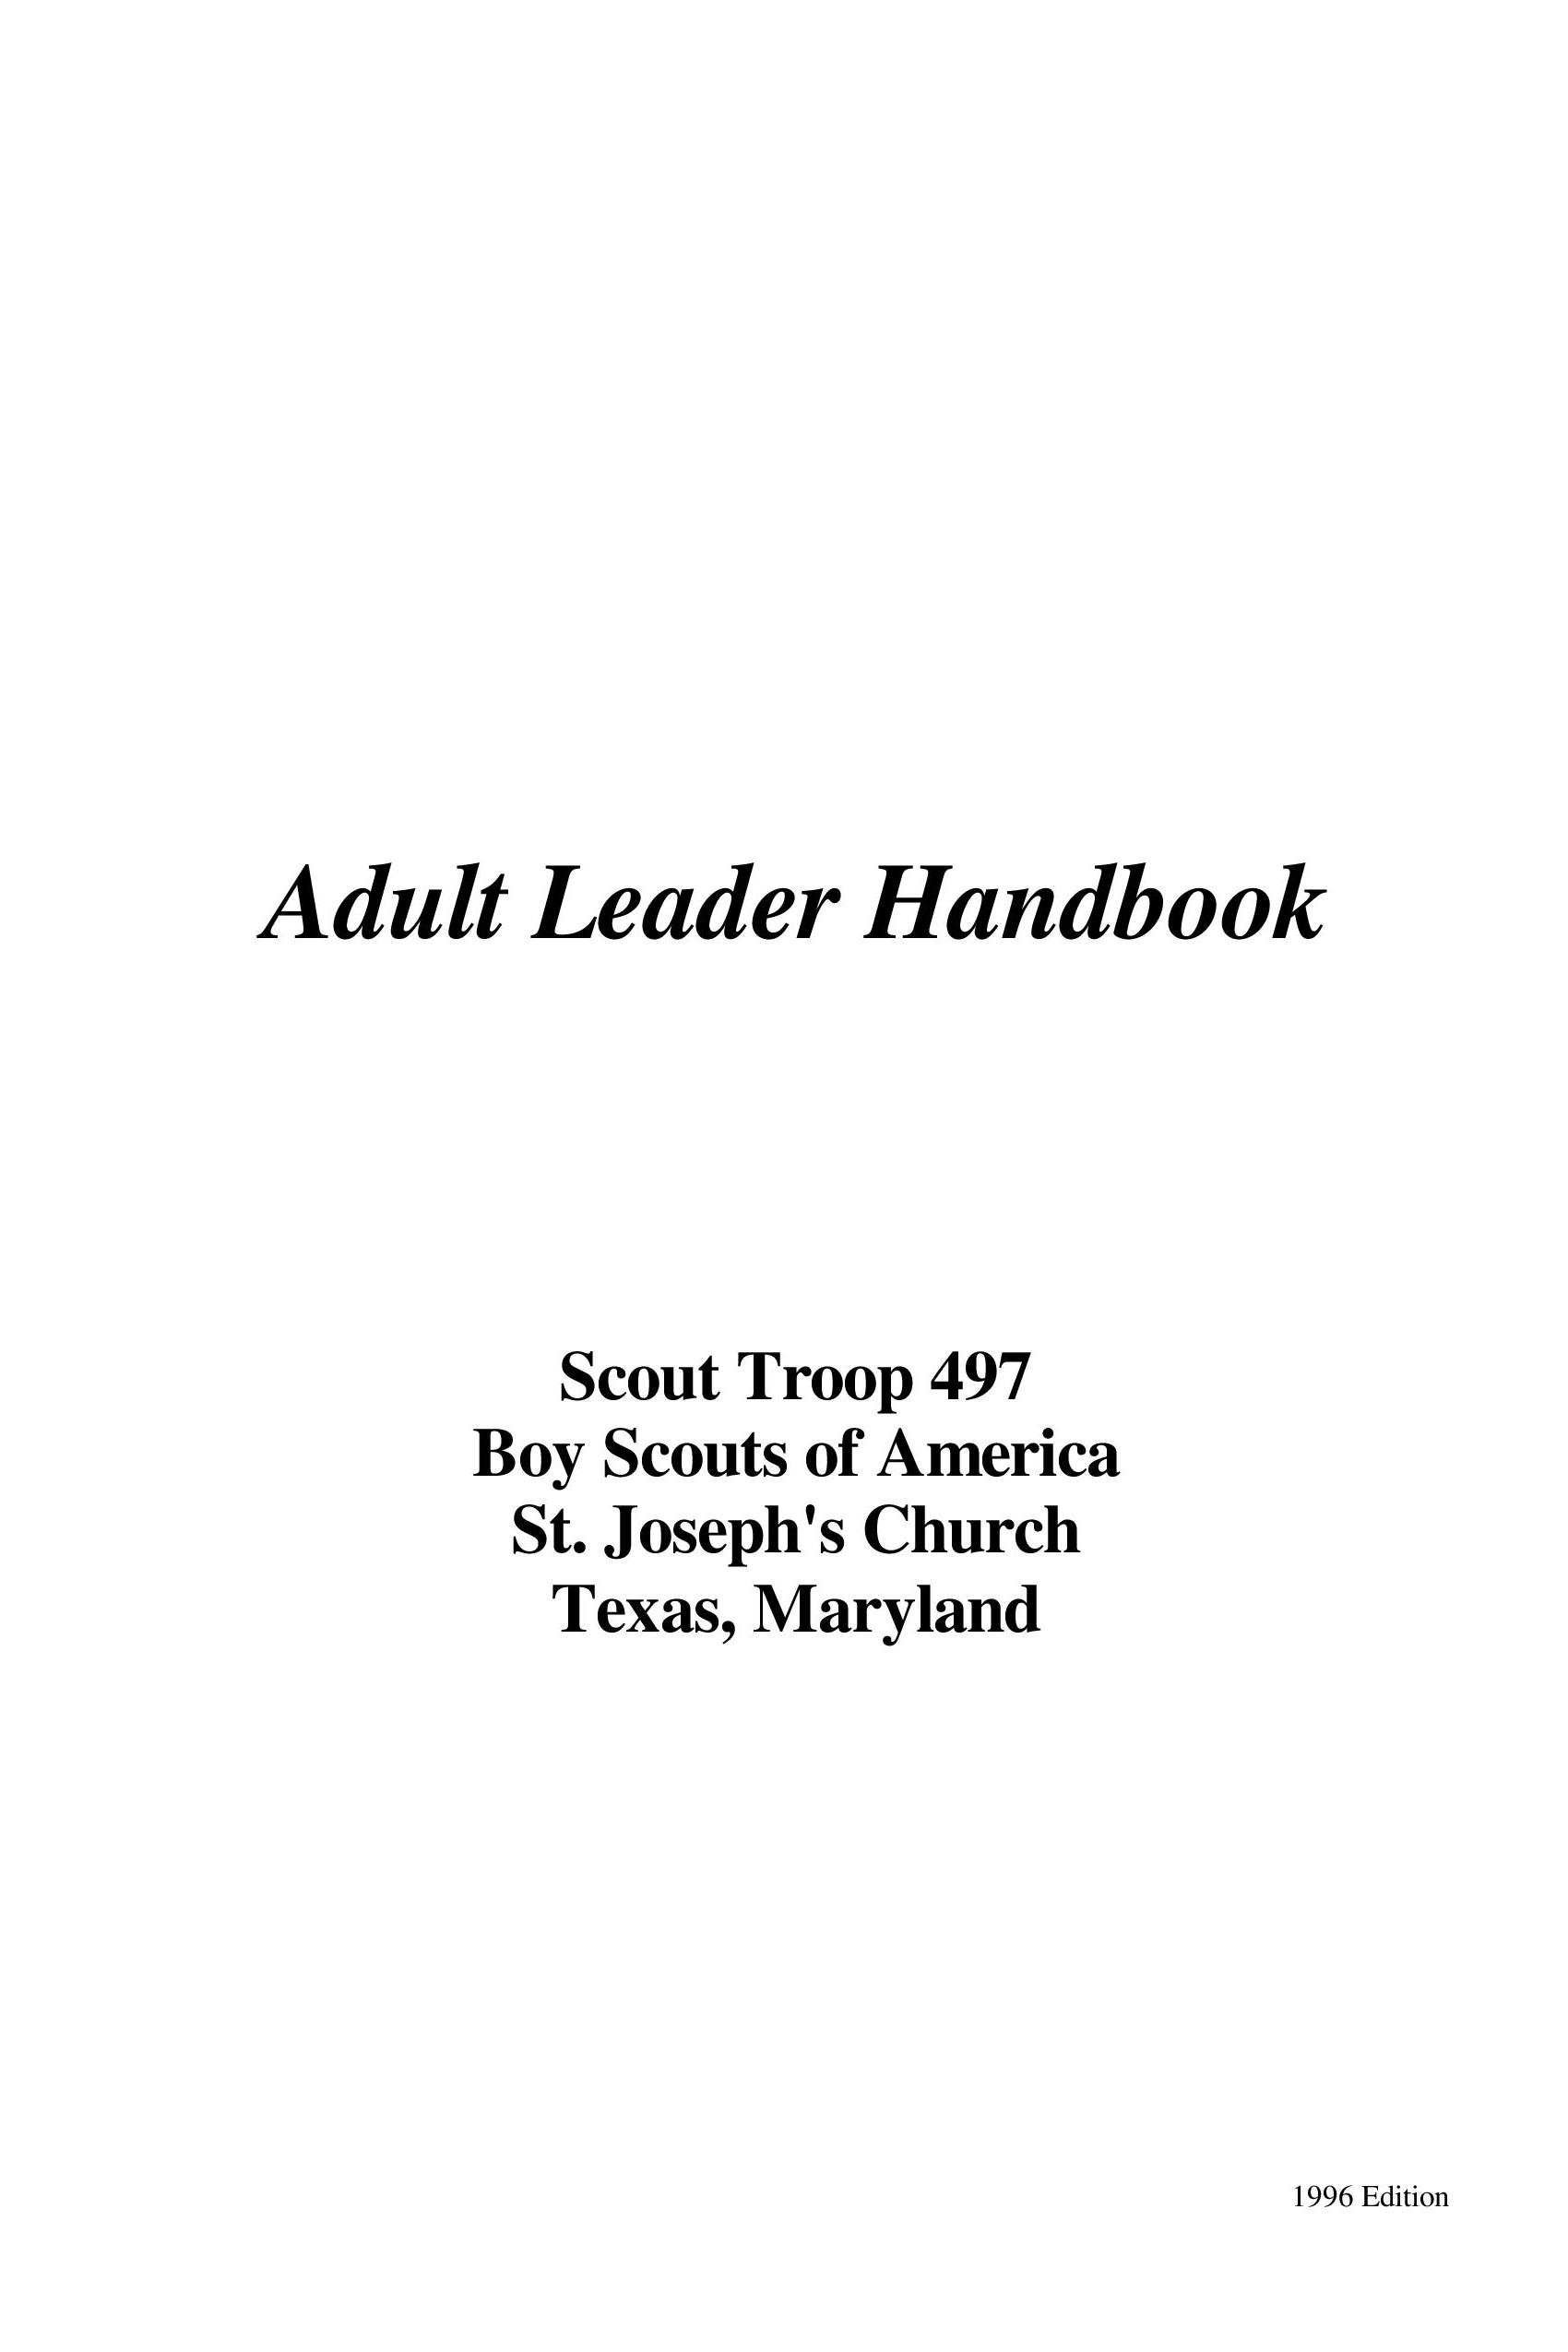 Adult Leader Handbook
Scout Troop 497
Boy Scouts of America
St. Joseph's Church
Texas, Maryland
1996 Edition